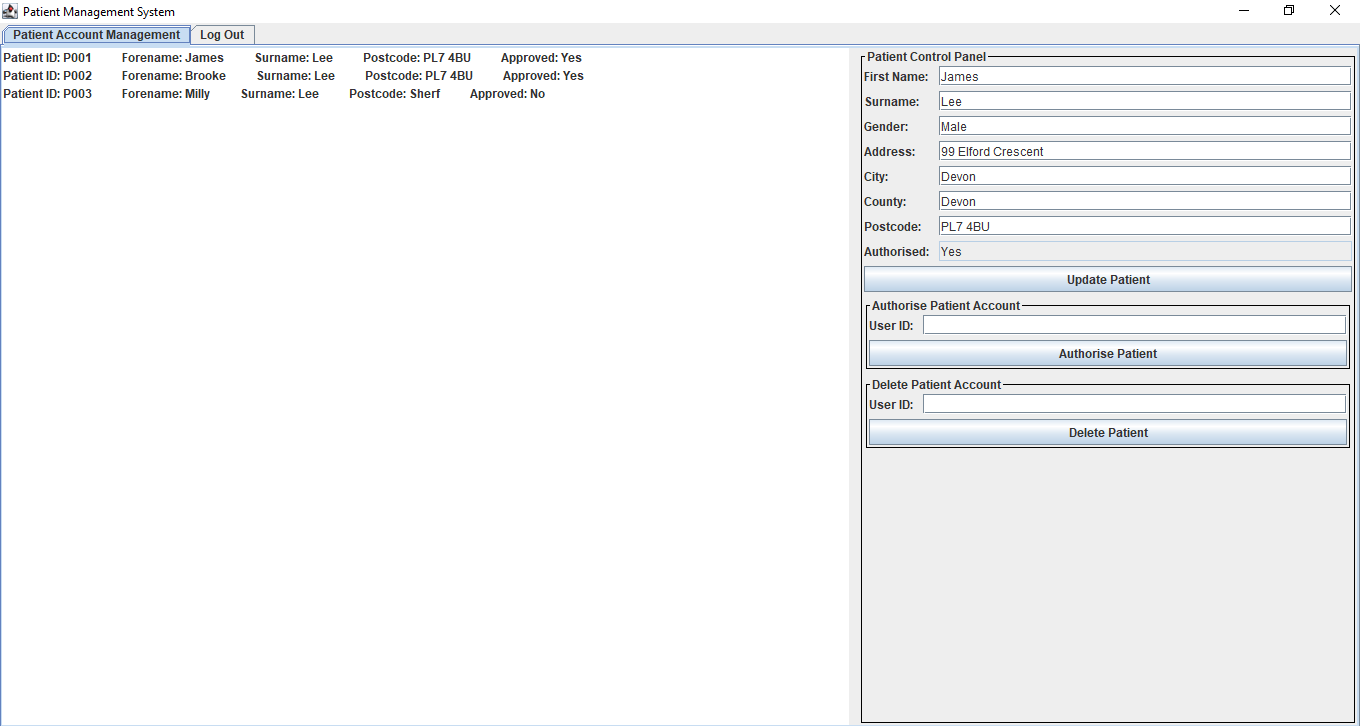 Patient Management System
Patient Account Management Log Out
Patient ID: P001 Forename: James Surname: Lee Postcode: PL7 4BU Approved: Yes
Patient ID: P002 Forename: Brooke Surname: Lee Postcode: PL7 4BU Approved: Yes
Patient ID: P003 Forename: Milly Surname: Lee Postcode: Sherf Approved: No
Patient Control Panel
First Name: James
Surname: Lee
Gender: Male
Address: 99 Elford Crescent
City: Devon
County: Devon
Postcode: PL7 4BU
Authorised: Yes
Update Patient
Authorise Patient Account
User ID:
Authorise Patient
Delete Patient Account
User ID:
Delete Patient